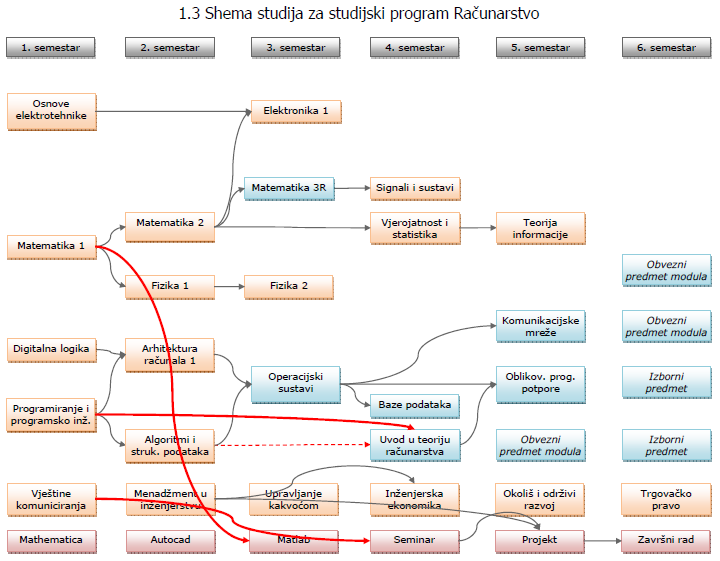 1.3 Shema studija za studijski program Računarstvo
1. semestar
2. semestar
3. semestar
4. semestar
5. semestar
6. semestar
Osnove
elektrotehnike
Elektronika 1
Matematika 3R
Signali i sustavi
Matematika 2
Vjerojatnost i
statistika
Teorija
informacije
Matematika 1
Obvezni
predmet modula
Fizika 1
Fizika 2
Komunikacijske
mreže
Obvezni
predmet modula
Digitalna logika
Arhitektura
računala 1
Operacijski
sustavi
Oblikov. prog.
potpore
Izborni
predmet
Programiranje i
programsko inž.
Baze podataka
Algoritmi i
struk. podataka
Uvod u teoriju
računarstva
Obvezni
predmet modula
Izborni
predmet
Vještine
komuniciranja
Menadžment u
inženjerstvu
Upravljanje
kakvoćom
Inženjerska
ekonomika
Okoliš i održivi
razvoj
Trgovačko
pravo
Mathematica
Autocad
Matlab
Seminar
Projekt
Završni rad